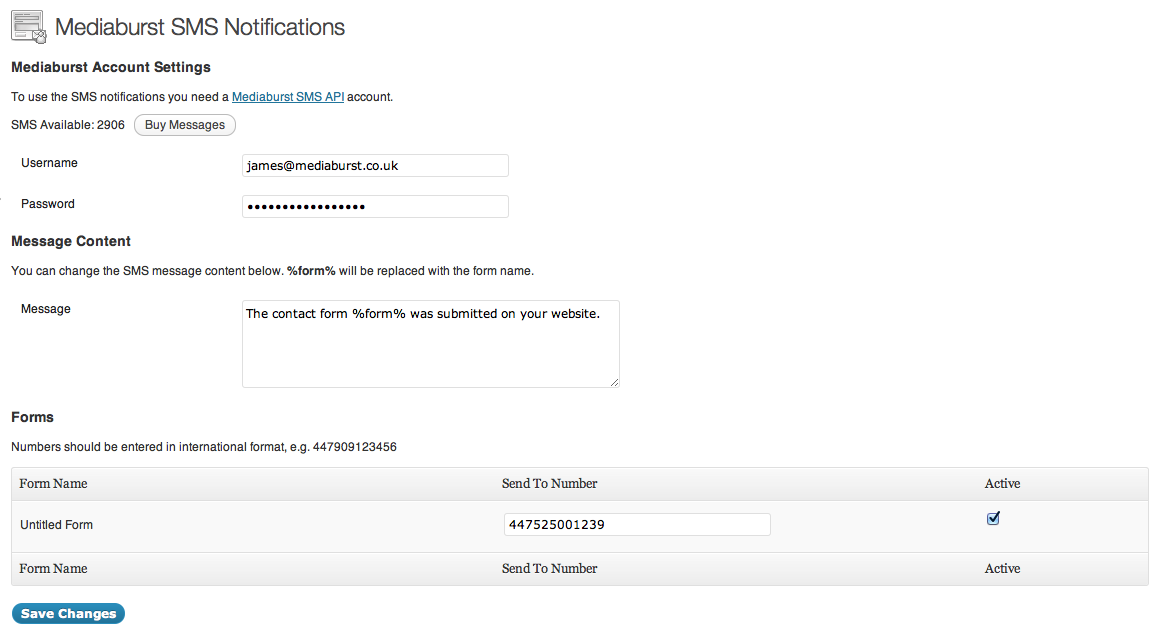 Mediaburst SMS Notifications
Mediaburst Account Settings
To use the SMS notifications you need a Mediaburst SMS API account.
SMS Available: 2906 Buy Messages
Username james@mediaburst.co.uk
Password •••••••••••••••••
Message Content
You can change the SMS message content below. %form% will be replaced with the form name.
Message The contact form %form% was submitted on your website.
Forms
Numbers should be entered in international format, e.g. 447909123456
Form Name Send To Number Active
Untitled Form 447525001239
Form Name Send To Number Active
Save Changes